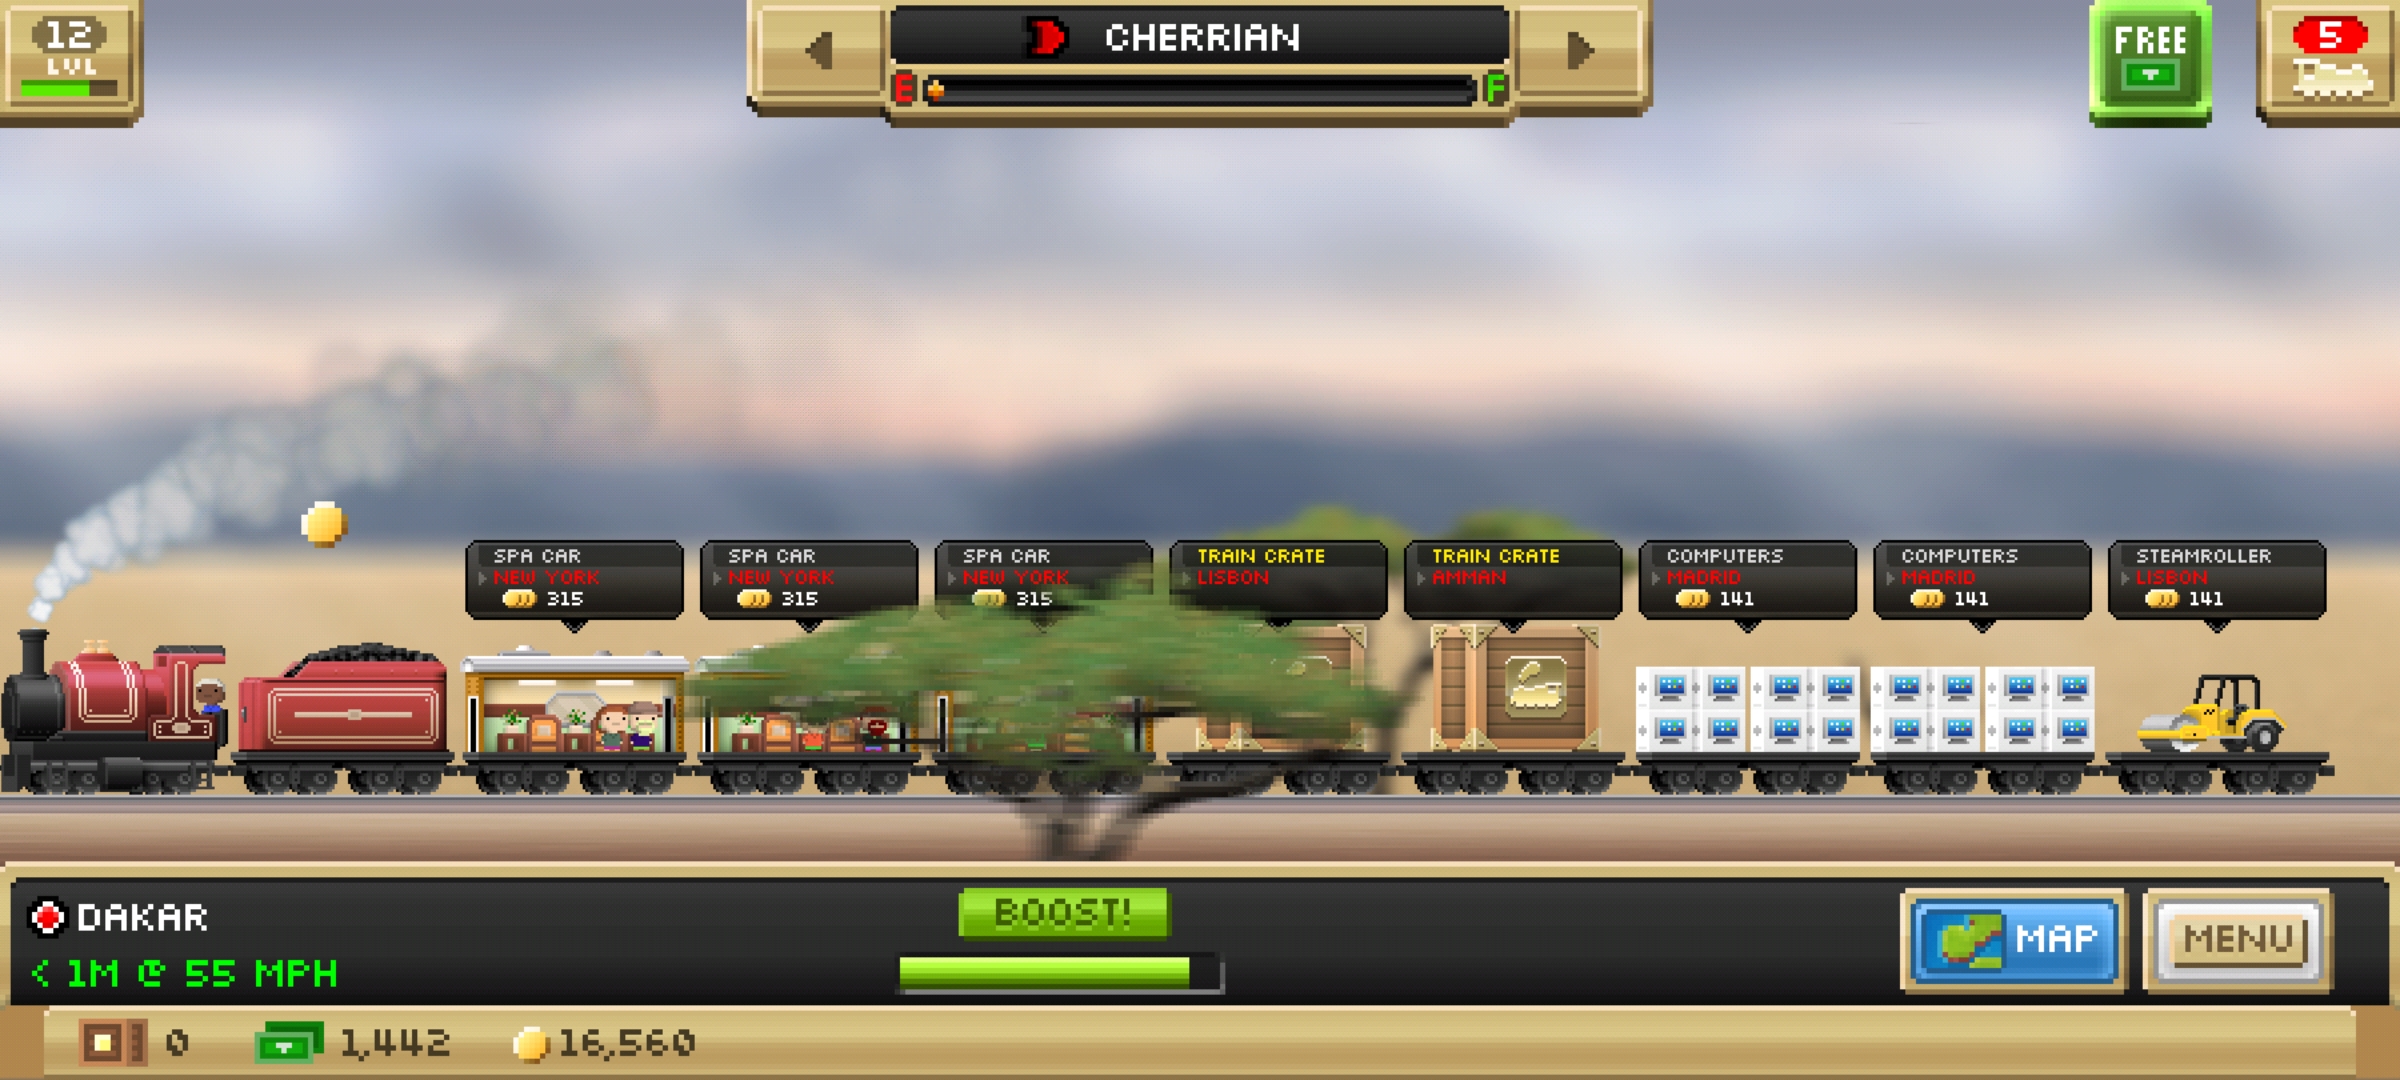 12
LVL
CHERRIAN
E F
FREE
5
SPA CAR
NEW YORK
315
SPA CAR
NEW YORK
315
SPA CAR
NEW YORK
315
TRAIN CRATE
LISBON
TRAIN CRATE
AMMAN
COMPUTERS
MADRID
141
COMPUTERS
MADRID
141
STEAMROLLER
LISBON
141
DAKAR
< 1M @ 55 MPH
BOOST!
MAP
MENU
0
1,442
16,560